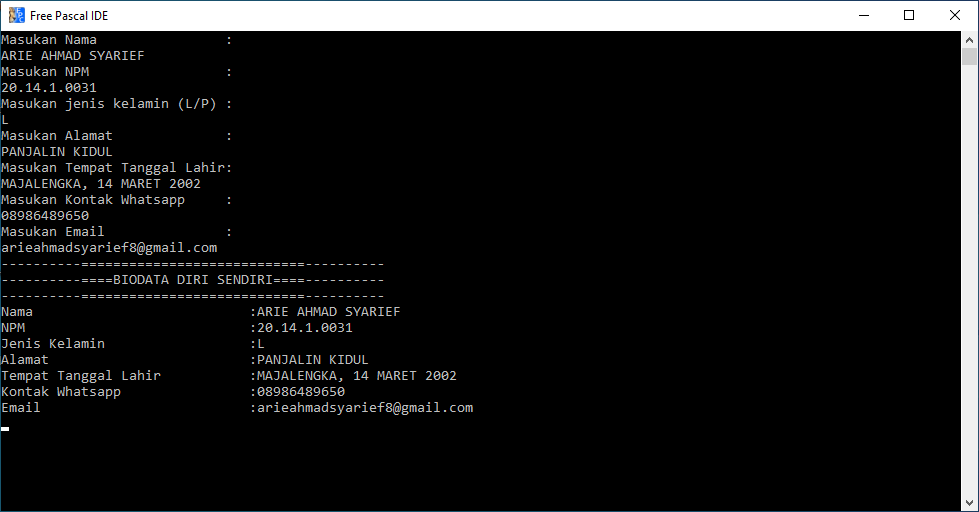 Free Pascal IDE
Masukan Nama                :
ARIE AHMAD SYARIEF
Masukan NPM                 :
20.14.1.0031
Masukan jenis kelamin (L/P) :
L
Masukan Alamat              :
PANJALIN KIDUL
Masukan Tempat Tanggal Lahir:
MAJALENGKA, 14 MARET 2002
Masukan Kontak Whatsapp     :
08986489650
Masukan Email               :
arieahmadsyarief8@gmail.com
----------============================----------
----------====BIODATA DIRI SENDIRI====----------
----------============================----------
Nama                           :ARIE AHMAD SYARIEF
NPM                            :20.14.1.0031
Jenis Kelamin                  :L
Alamat                         :PANJALIN KIDUL
Tempat Tanggal Lahir           :MAJALENGKA, 14 MARET 2002
Kontak Whatsapp                :08986489650
Email                          :arieahmadsyarief8@gmail.com